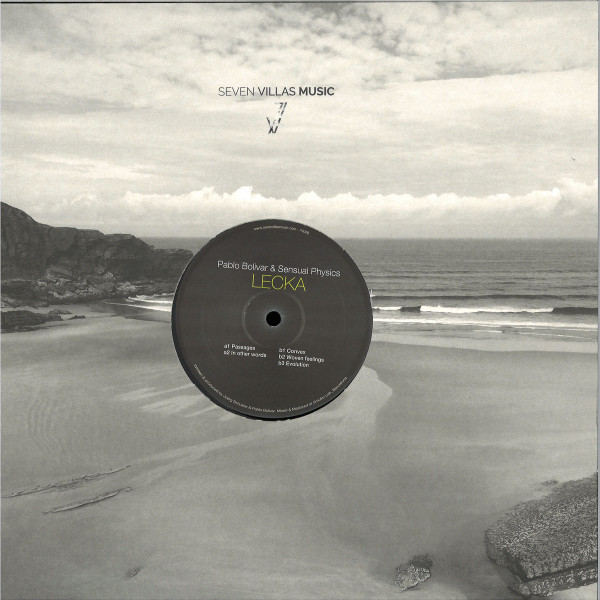 SEVEN VILLAS MUSIC
Pablo Bolivar & Sensual Physics
LECKA
a1 Passages
a2 In other words
b1 Convex
b2 Woven feelings
b3 Evolution